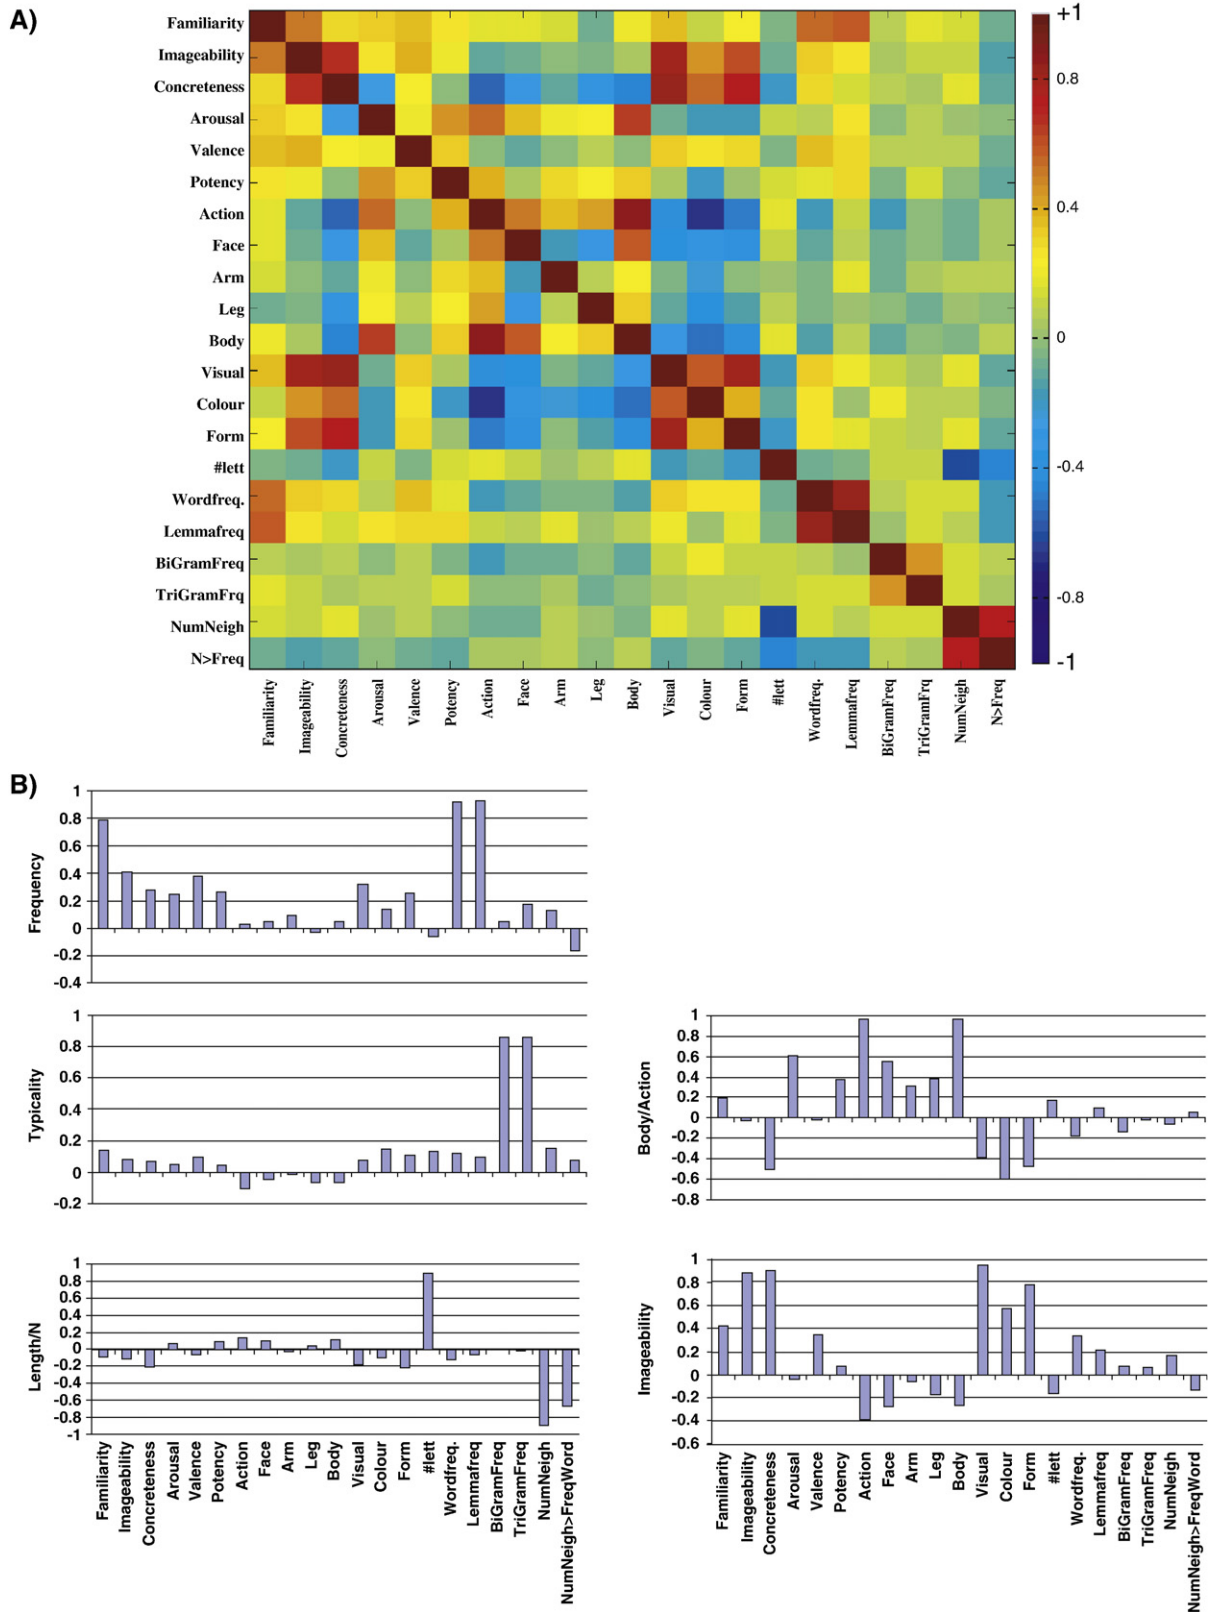 A)
Familiarity
Imageability
Concreteness
Arousal
Valence
Potency
Action
Face
Arm
Leg
Body
Visual
Colour
Form
#lett
Wordfreq.
Lemmafreq
BiGramFreq
TriGramFrq
NumNeigh
N>Freq
+1
0.8
0.4
0
-0.4
-0.8
-1
Familiarity
Imageability
Concreteness
Arousal
Valence
Potency
Action
Face
Arm
Leg
Body
Visual
Colour
Form
#lett
Wordfreq.
Lemmafreq
BiGramFreq
TriGramFrq
NumNeigh
N>Freq
B)
Frequency
1
0.8
0.6
0.4
0.2
0
-0.2
-0.4
Typicality
1
0.8
0.6
0.4
0.2
0
-0.2
Body/Action
1
0.8
0.6
0.4
0.2
0
-0.2
-0.4
-0.6
-0.8
Length/N
1
0.8
0.6
0.4
0.2
0
-0.2
-0.4
-0.6
-0.8
-1
Familiarity
Imageability
Concreteness
Arousal
Valence
Potency
Action
Face
Arm
Leg
Body
Visual
Colour
Form
#lett
Wordfreq.
Lemmafreq
BiGramFreq
TriGramFreq
NumNeigh
NumNeigh>FreqWord
Imageability
1
0.8
0.6
0.4
0.2
0
-0.2
-0.4
-0.6
Familiarity
Imageability
Concreteness
Arousal
Valence
Potency
Action
Face
Arm
Leg
Body
Visual
Colour
Form
#lett
Wordfreq.
Lemmafreq
BiGramFreq
TriGramFreq
NumNeigh
NumNeigh>FreqWord